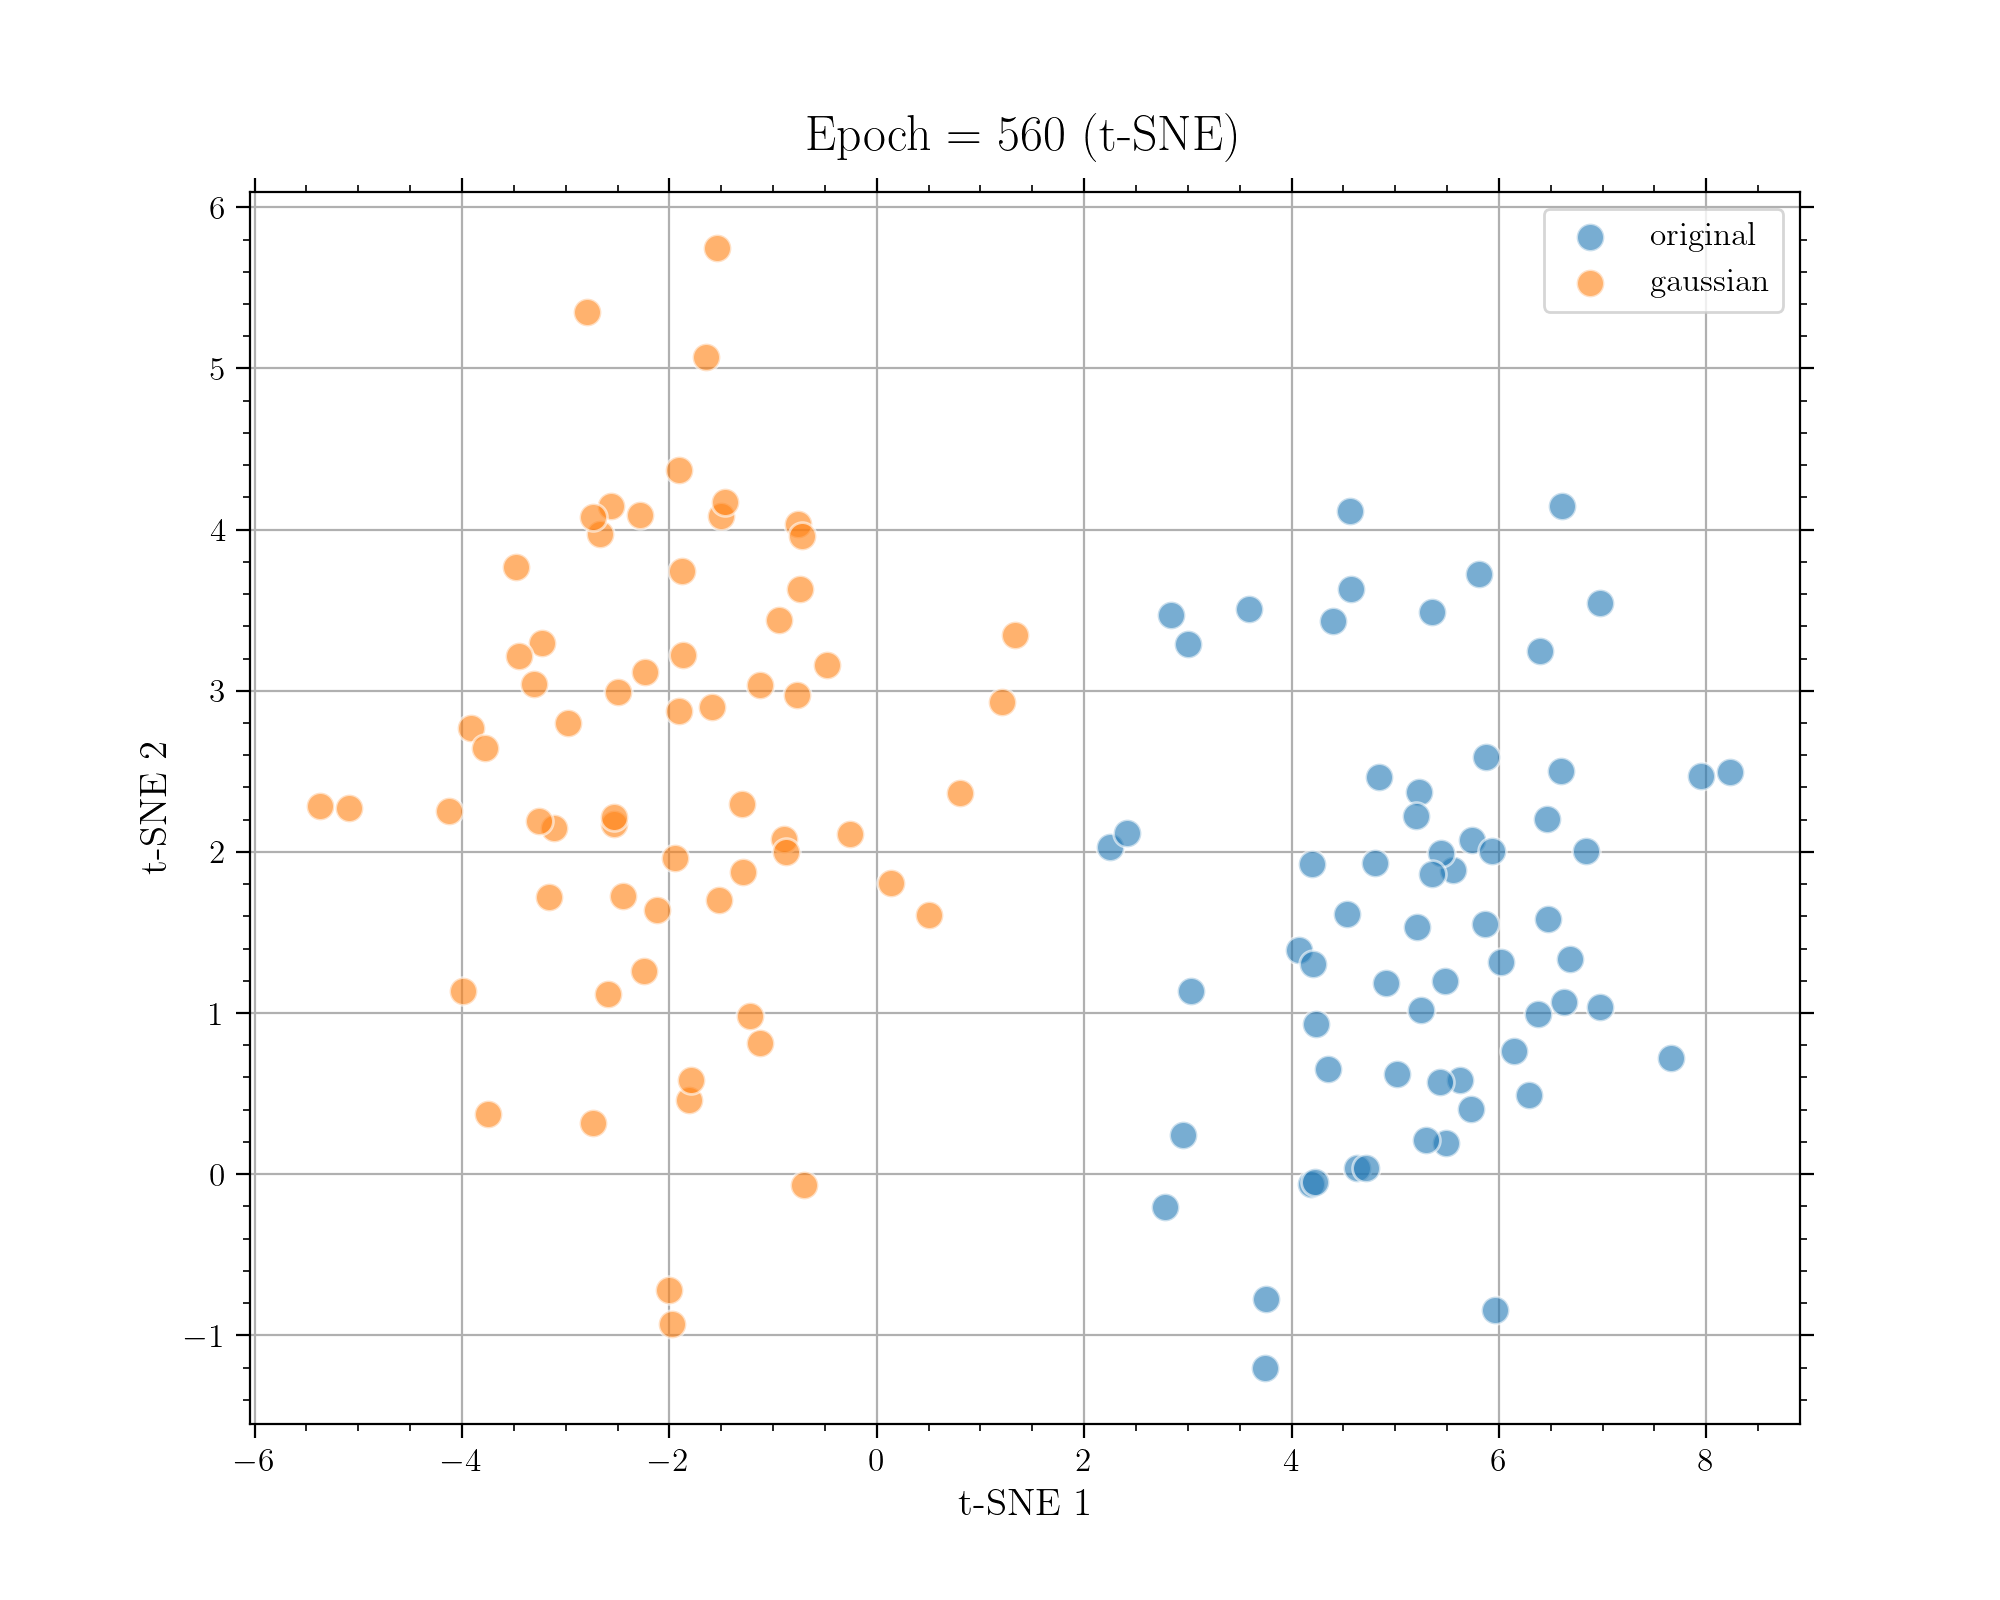 Epoch = 560 (t-SNE)
original
gaussian
6
5
4
3
2
1
0
−1
t-SNE 2
−6 −4 −2 0 2 4 6 8
t-SNE 1